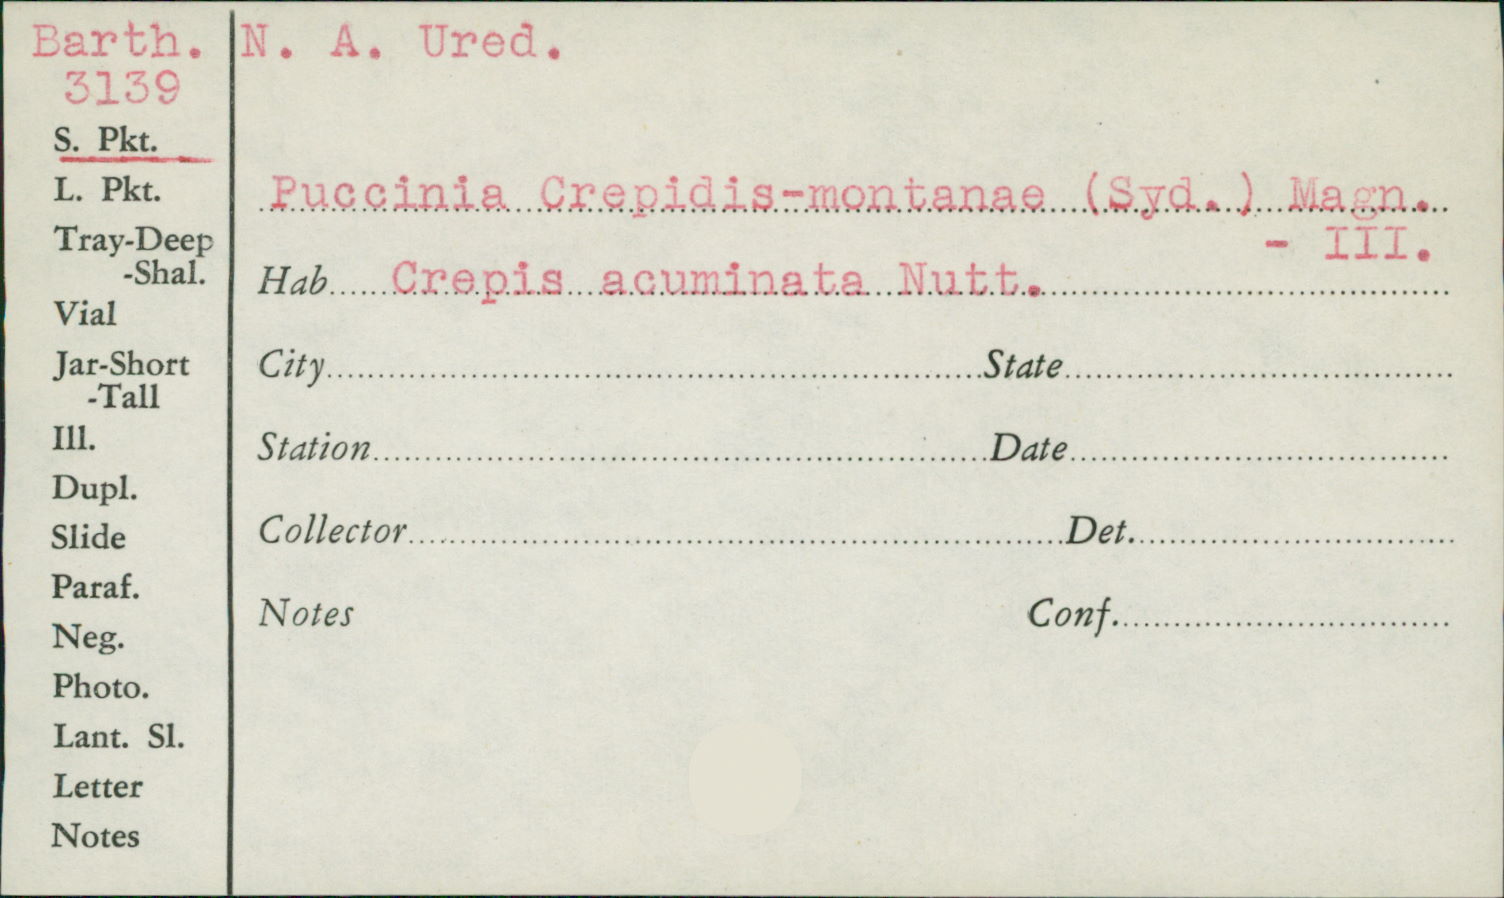 Barth. N. A. Ured.
3139
S. Pkt.
L. Pkt.
Tray-Deep
-Shal.
Vial
Jar-Short
-Tall
Ill.
Dupl.
Slide
Paraf.
Neg.
Photo.
Lant. Sl.
Letter
Notes
Puccinia Crepidis-montanae (Syd.) Magn.
- III.
Hab. Crepis acuminata Nutt.
City State
Station Date
Collector Det.
Notes Conf.